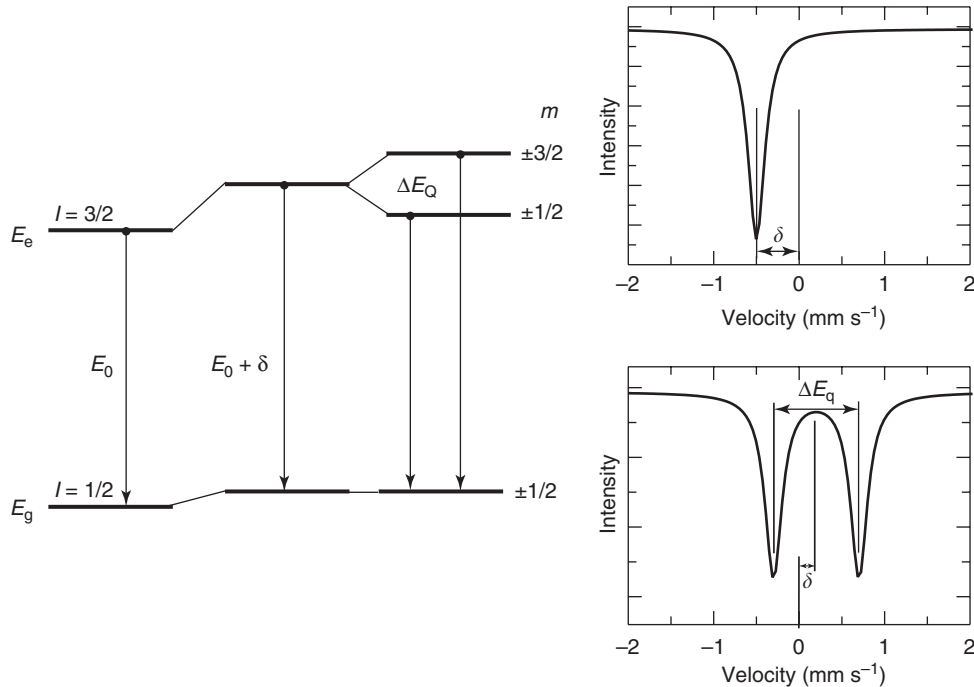 m
±3/2
ΔE_Q
±1/2
I = 3/2
E_e
E_0
E_0 + δ
I = 1/2
E_g
±1/2
Intensity
δ
–2 –1 0 1 2
Velocity (mm s⁻¹)
ΔE_q
Intensity
δ
–2 –1 0 1 2
Velocity (mm s⁻¹)